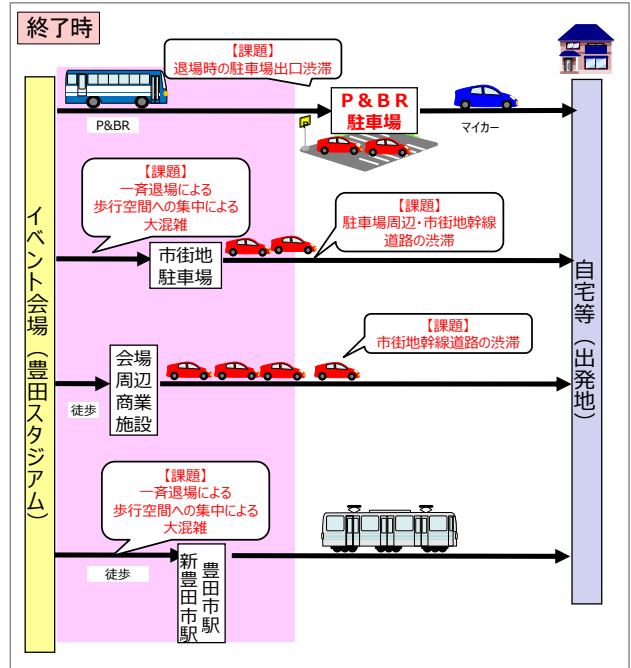 終了時
【課題】
退場時の駐車場出口渋滞
P&BR
P&BR
駐車場
マイカー
【課題】
一斉退場による
歩行空間への集中による
大混雑
【課題】
駐車場周辺・市街地幹線
道路の渋滞
市街地
駐車場
イベント会場（豊田スタジアム）
自宅等（出発地）
【課題】
市街地幹線道路の渋滞
会場
周辺
商業
施設
徒歩
【課題】
一斉退場による
歩行空間への集中による
大混雑
徒歩
豊田市駅
新豊田市駅